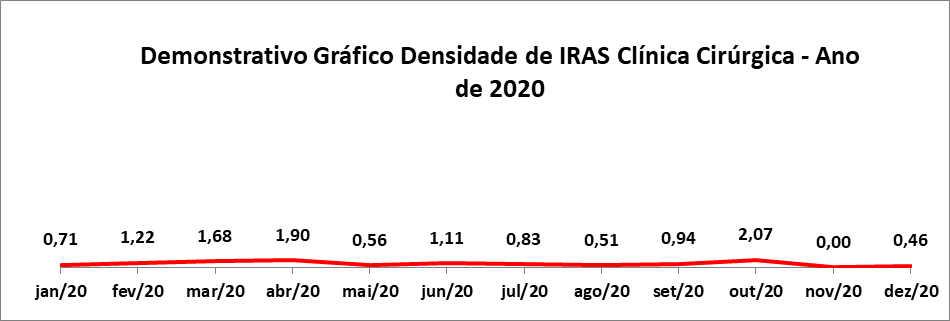 Demonstrativo Gráfico Densidade de IRAS Clínica Cirúrgica - Ano
de 2020
0,71 1,22 1,68 1,90 0,56 1,11 0,83 0,51 0,94 2,07 0,00 0,46
jan/20 fev/20 mar/20 abr/20 mai/20 jun/20 jul/20 ago/20 set/20 out/20 nov/20 dez/20